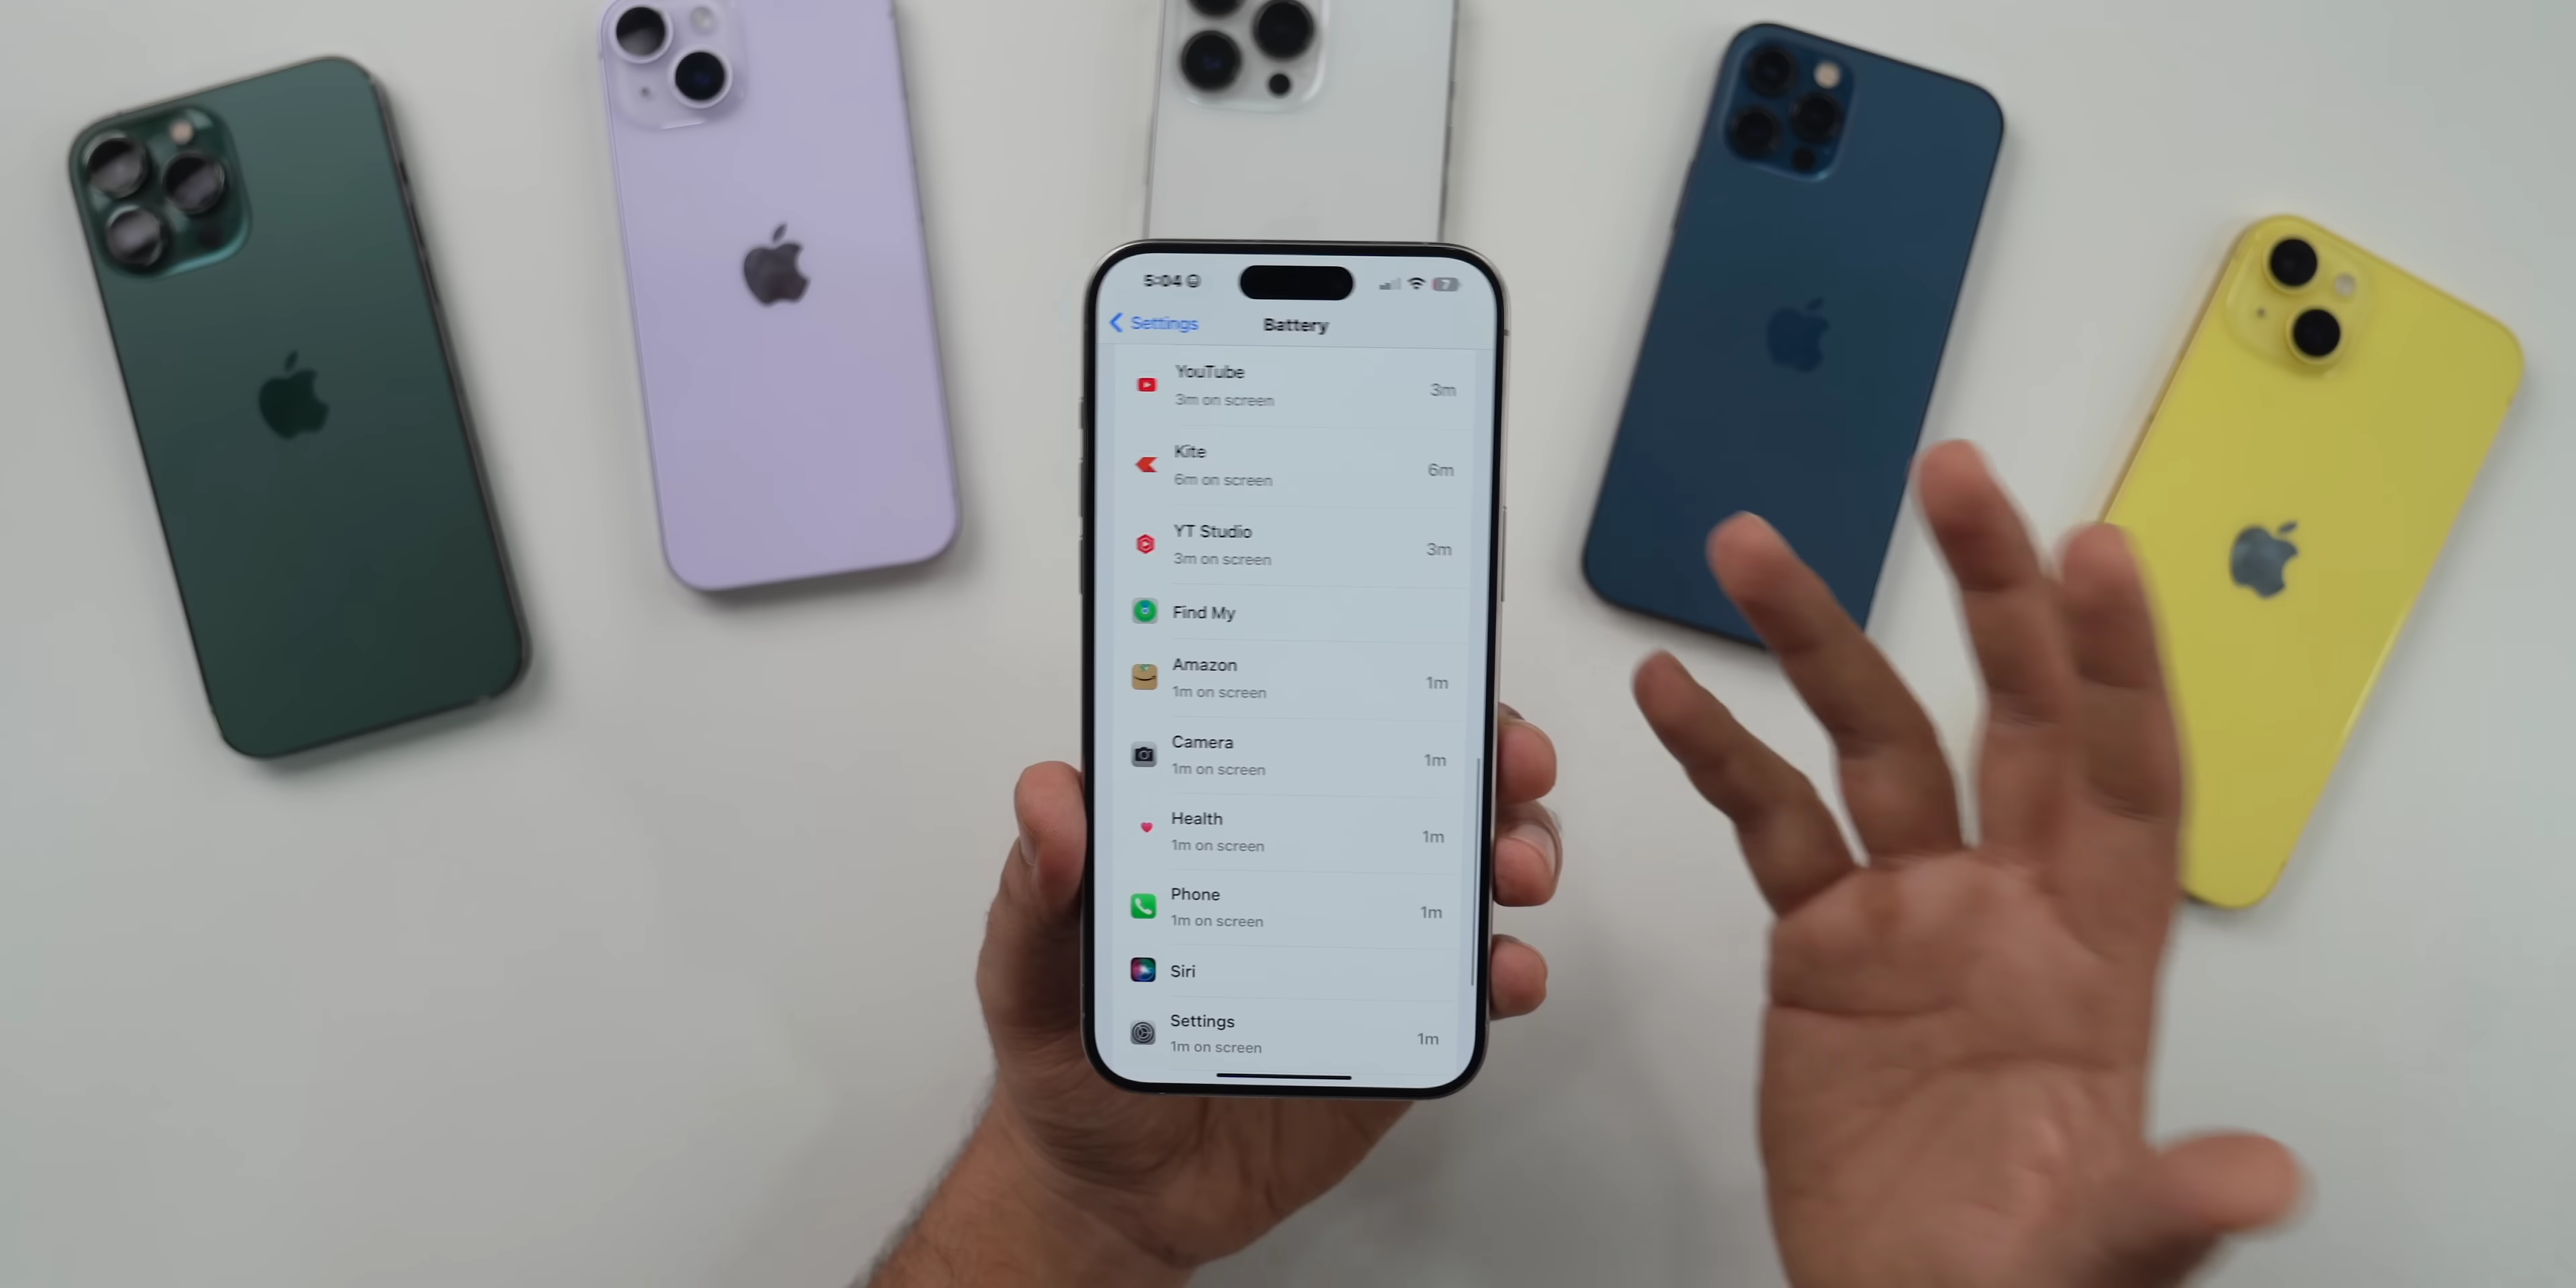 5:04
7
Settings
Battery
YouTube
3m on screen
3m
Kite
6m on screen
6m
YT Studio
3m on screen
3m
Find My
Amazon
1m on screen
1m
Camera
1m on screen
1m
Health
1m on screen
1m
Phone
1m on screen
1m
Siri
Settings
1m on screen
1m